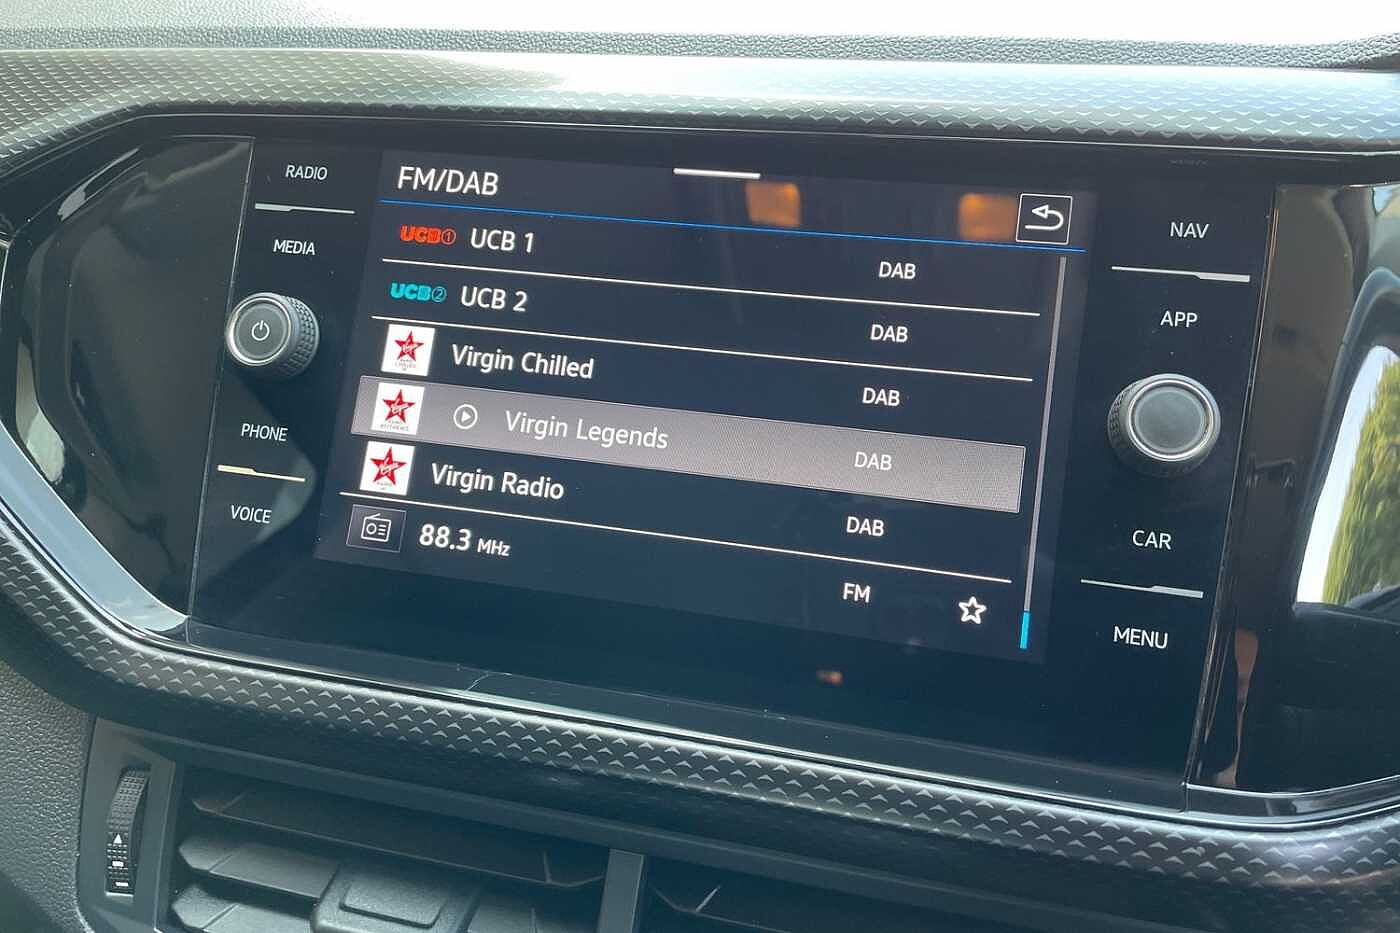 RADIO
MEDIA
PHONE
VOICE
FM/DAB
UCB① UCB 1 DAB
UCB② UCB 2 DAB
Virgin Chilled DAB
Virgin Legends DAB
Virgin Radio DAB
88.3 MHz FM
NAV
APP
CAR
MENU